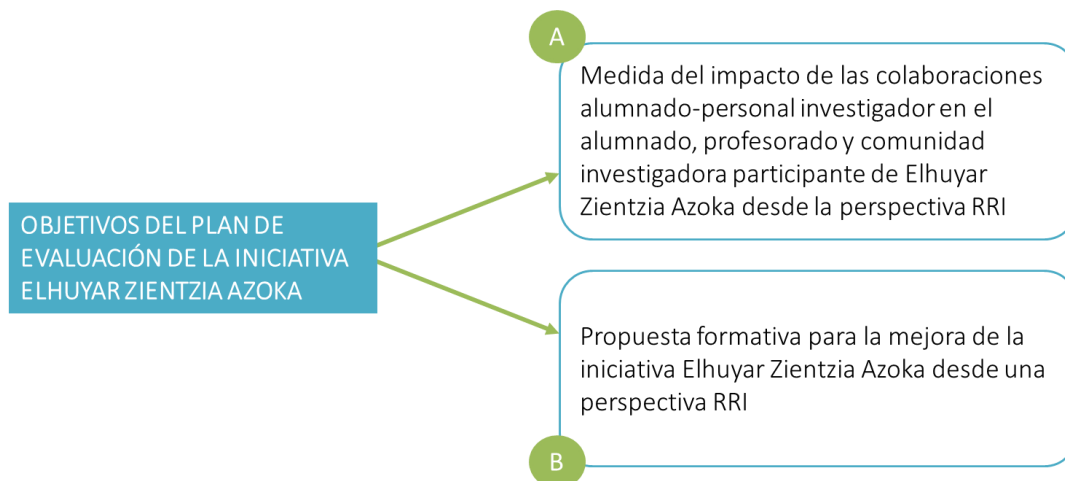 A
Medida del impacto de las colaboraciones
alumnado-personal investigador en el
alumnado, profesorado y comunidad
investigadora participante de Elhuyar
Zientzia Azoka desde la perspectiva RRI
OBJETIVOS DEL PLAN DE
EVALUACIÓN DE LA INICIATIVA
ELHUYAR ZIENTZIA AZOKA
Propuesta formativa para la mejora de la
iniciativa Elhuyar Zientzia Azoka desde una
perspectiva RRI
B